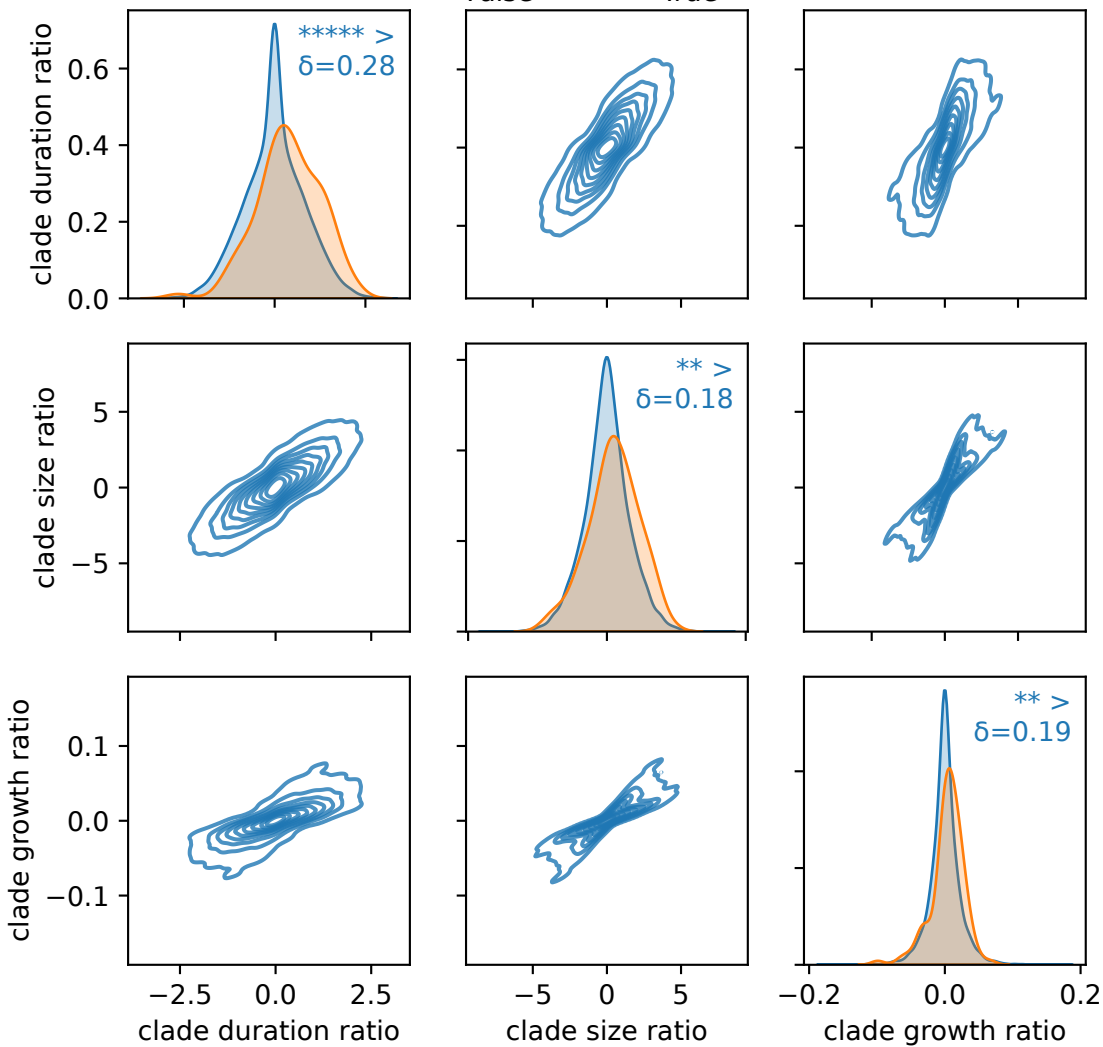 clade duration ratio
0.6
0.4
0.2
0.0
***** >
δ=0.28
clade size ratio
5
0
−5
** >
δ=0.18
clade growth ratio
0.1
0.0
−0.1
** >
δ=0.19
−2.5 0.0 2.5
−5 0 5
−0.2 0.0 0.2
clade duration ratio
clade size ratio
clade growth ratio